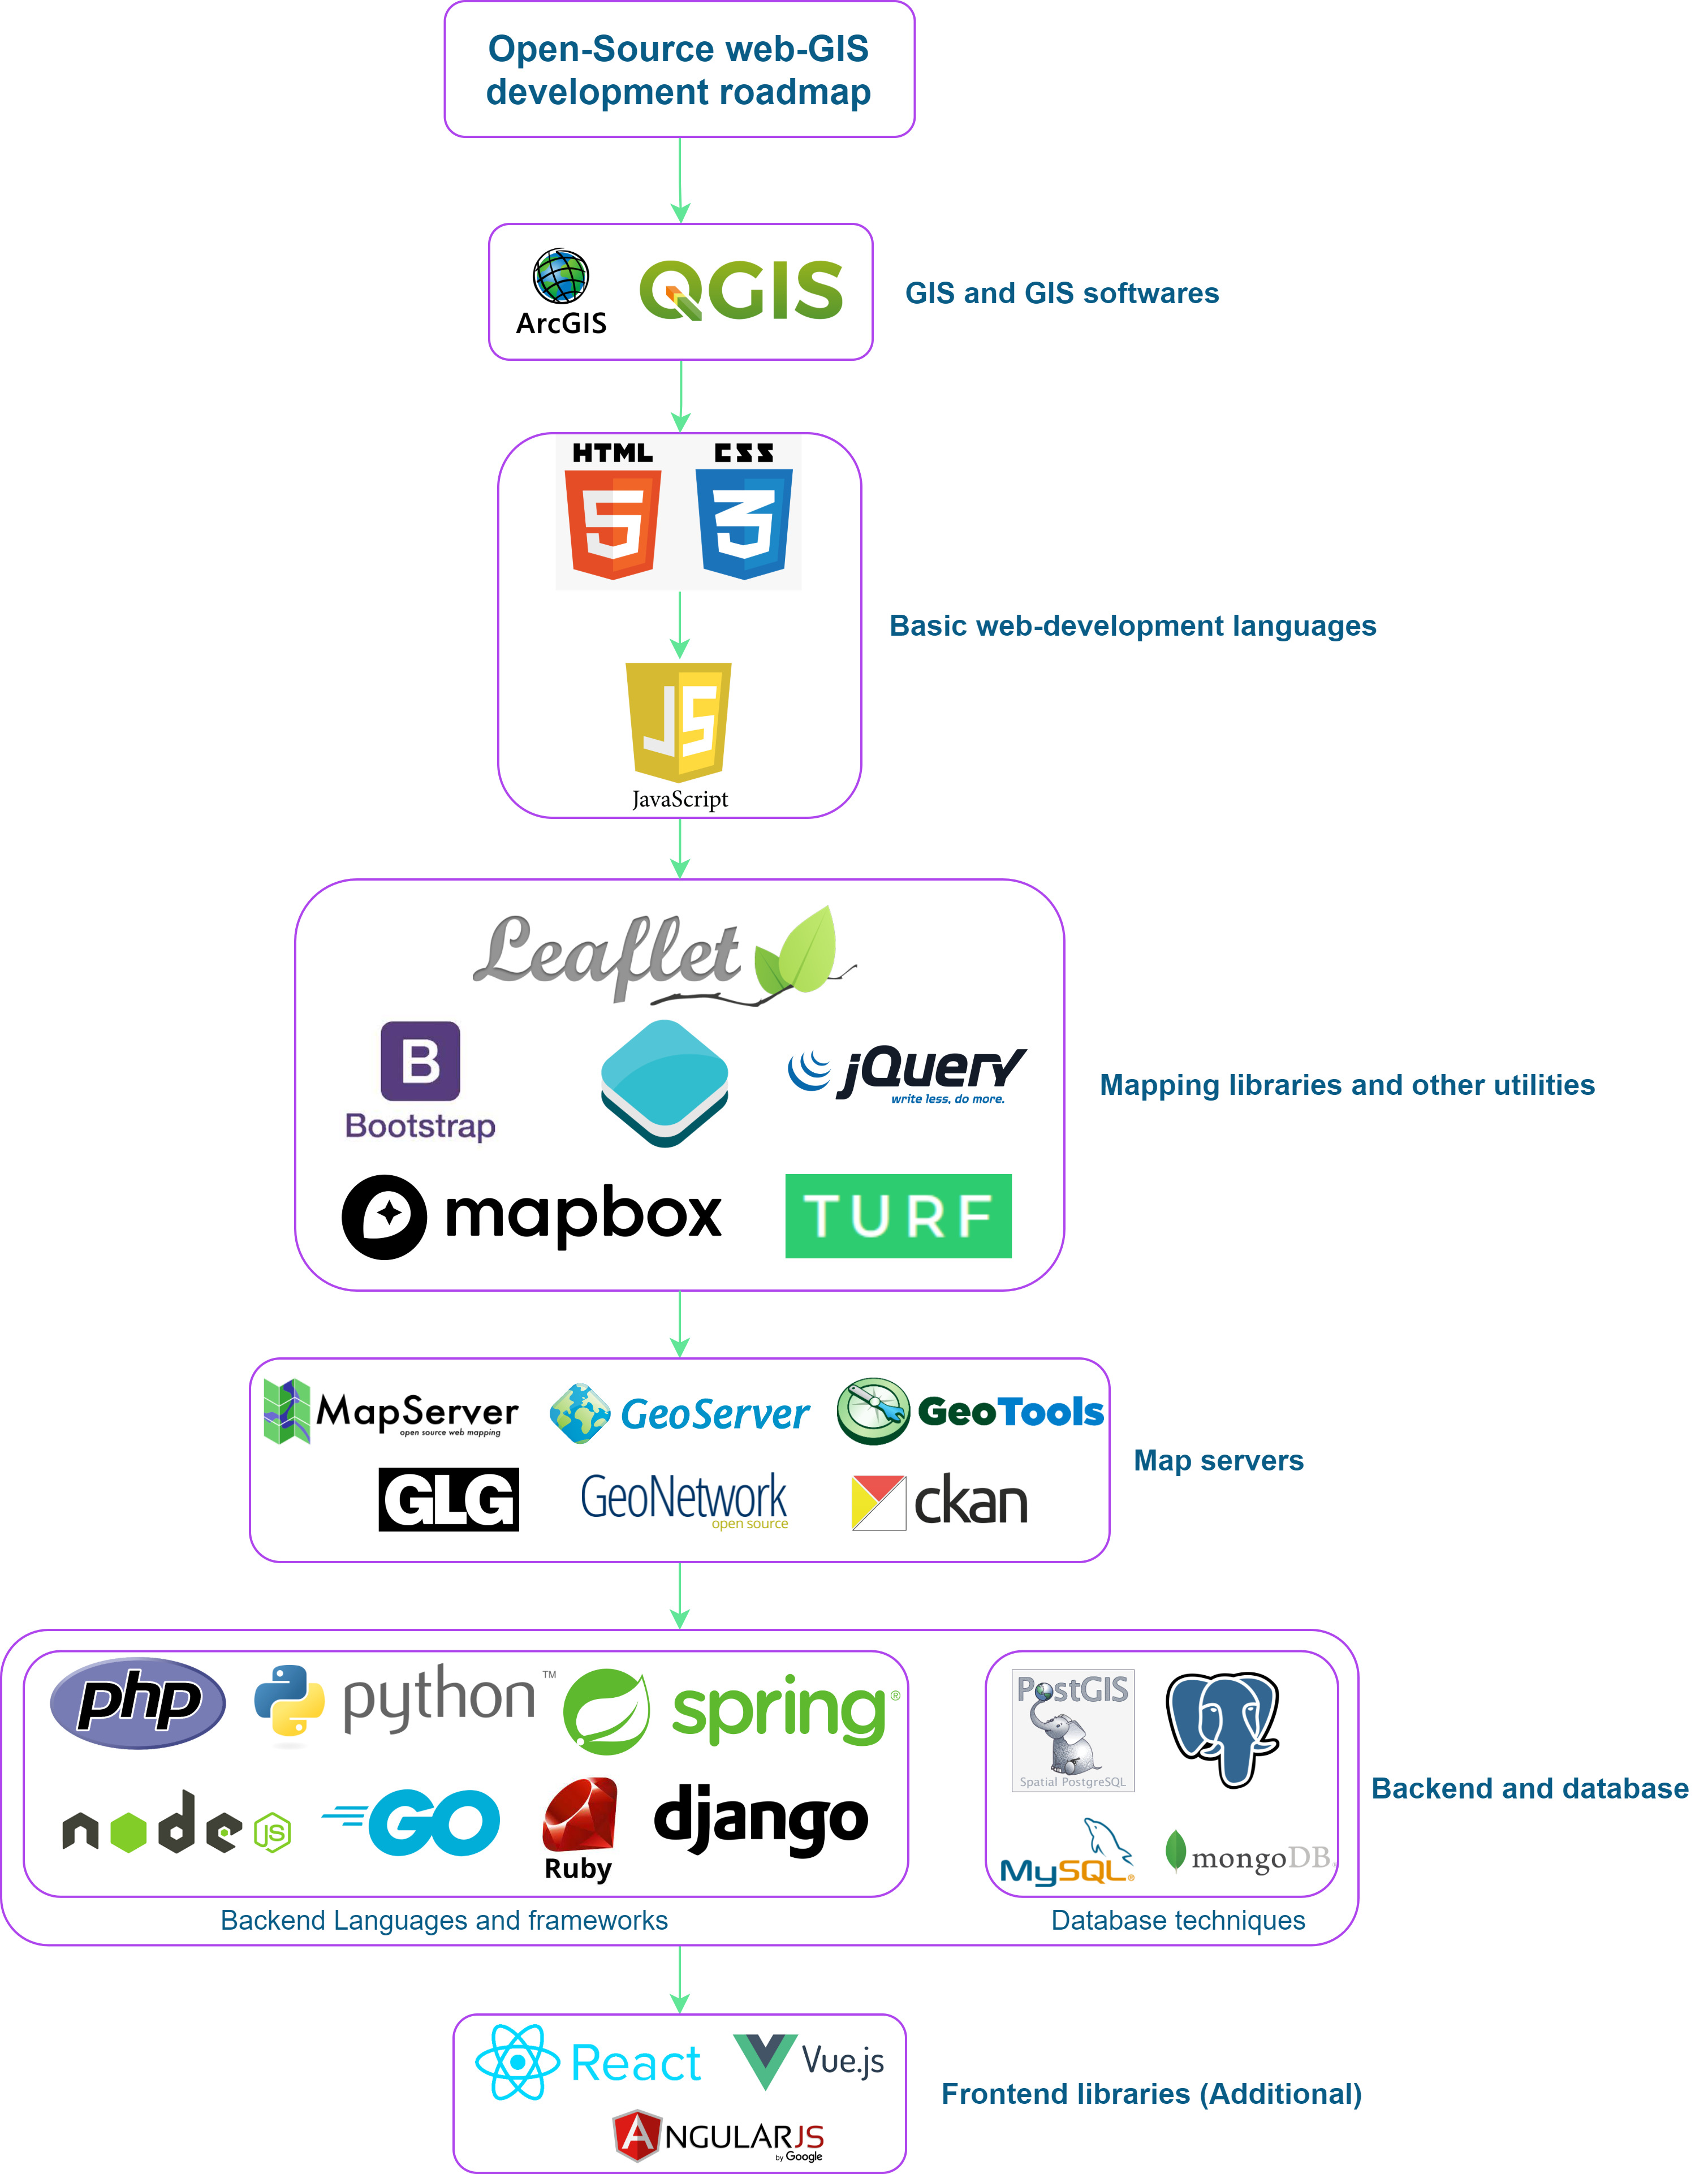 Open-Source web-GIS
development roadmap
ArcGIS
QGIS
GIS and GIS softwares
HTML
CSS
5
3
Basic web-development languages
JS
JavaScript
Leaflet
B
Bootstrap
jQuery
write less, do more.
Mapping libraries and other utilities
mapbox
TURF
MapServer
open source web mapping
GeoServer
GeoTools
Map servers
GLG
GeoNetwork
open source
ckan
php
python™
spring®
node
JS
GO
Ruby
django
PostGIS
Spatial PostgreSQL
MySQL®
mongoDB.
Backend and database
Backend Languages and frameworks
Database techniques
React
Vue.js
Frontend libraries (Additional)
ANGULARJS
by Google